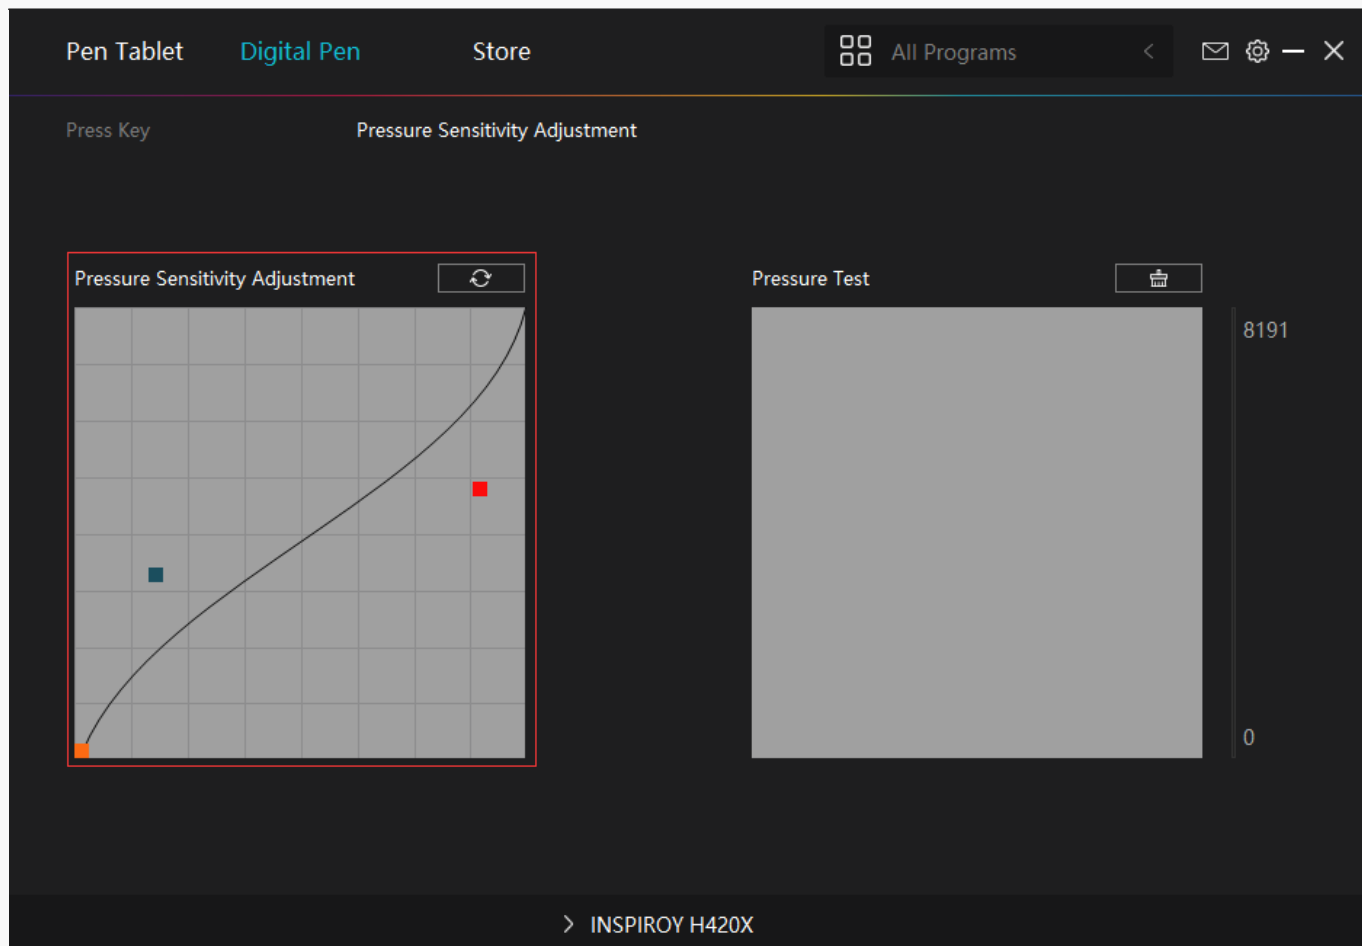 Pen Tablet Digital Pen Store All Programs
Press Key Pressure Sensitivity Adjustment
Pressure Sensitivity Adjustment
Pressure Test
8191
0
INSPIROY H420X